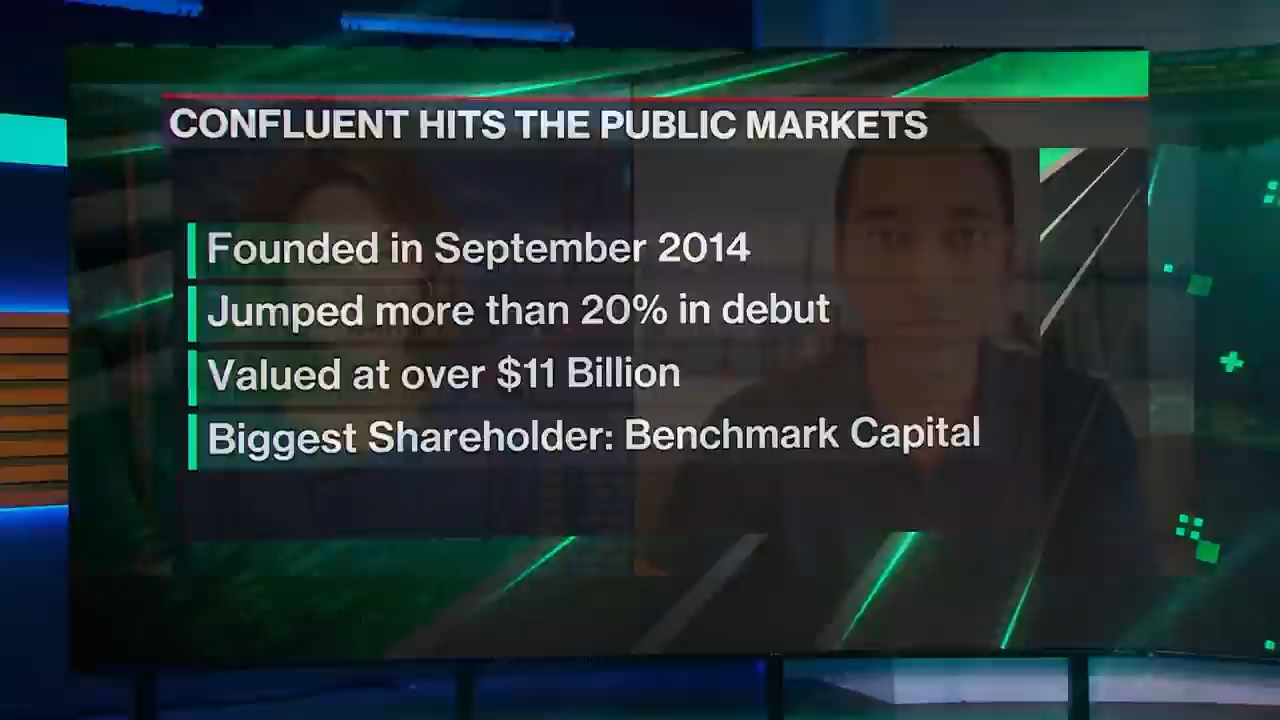 CONFLUENT HITS THE PUBLIC MARKETS
Founded in September 2014
Jumped more than 20% in debut
Valued at over $11 Billion
Biggest Shareholder: Benchmark Capital